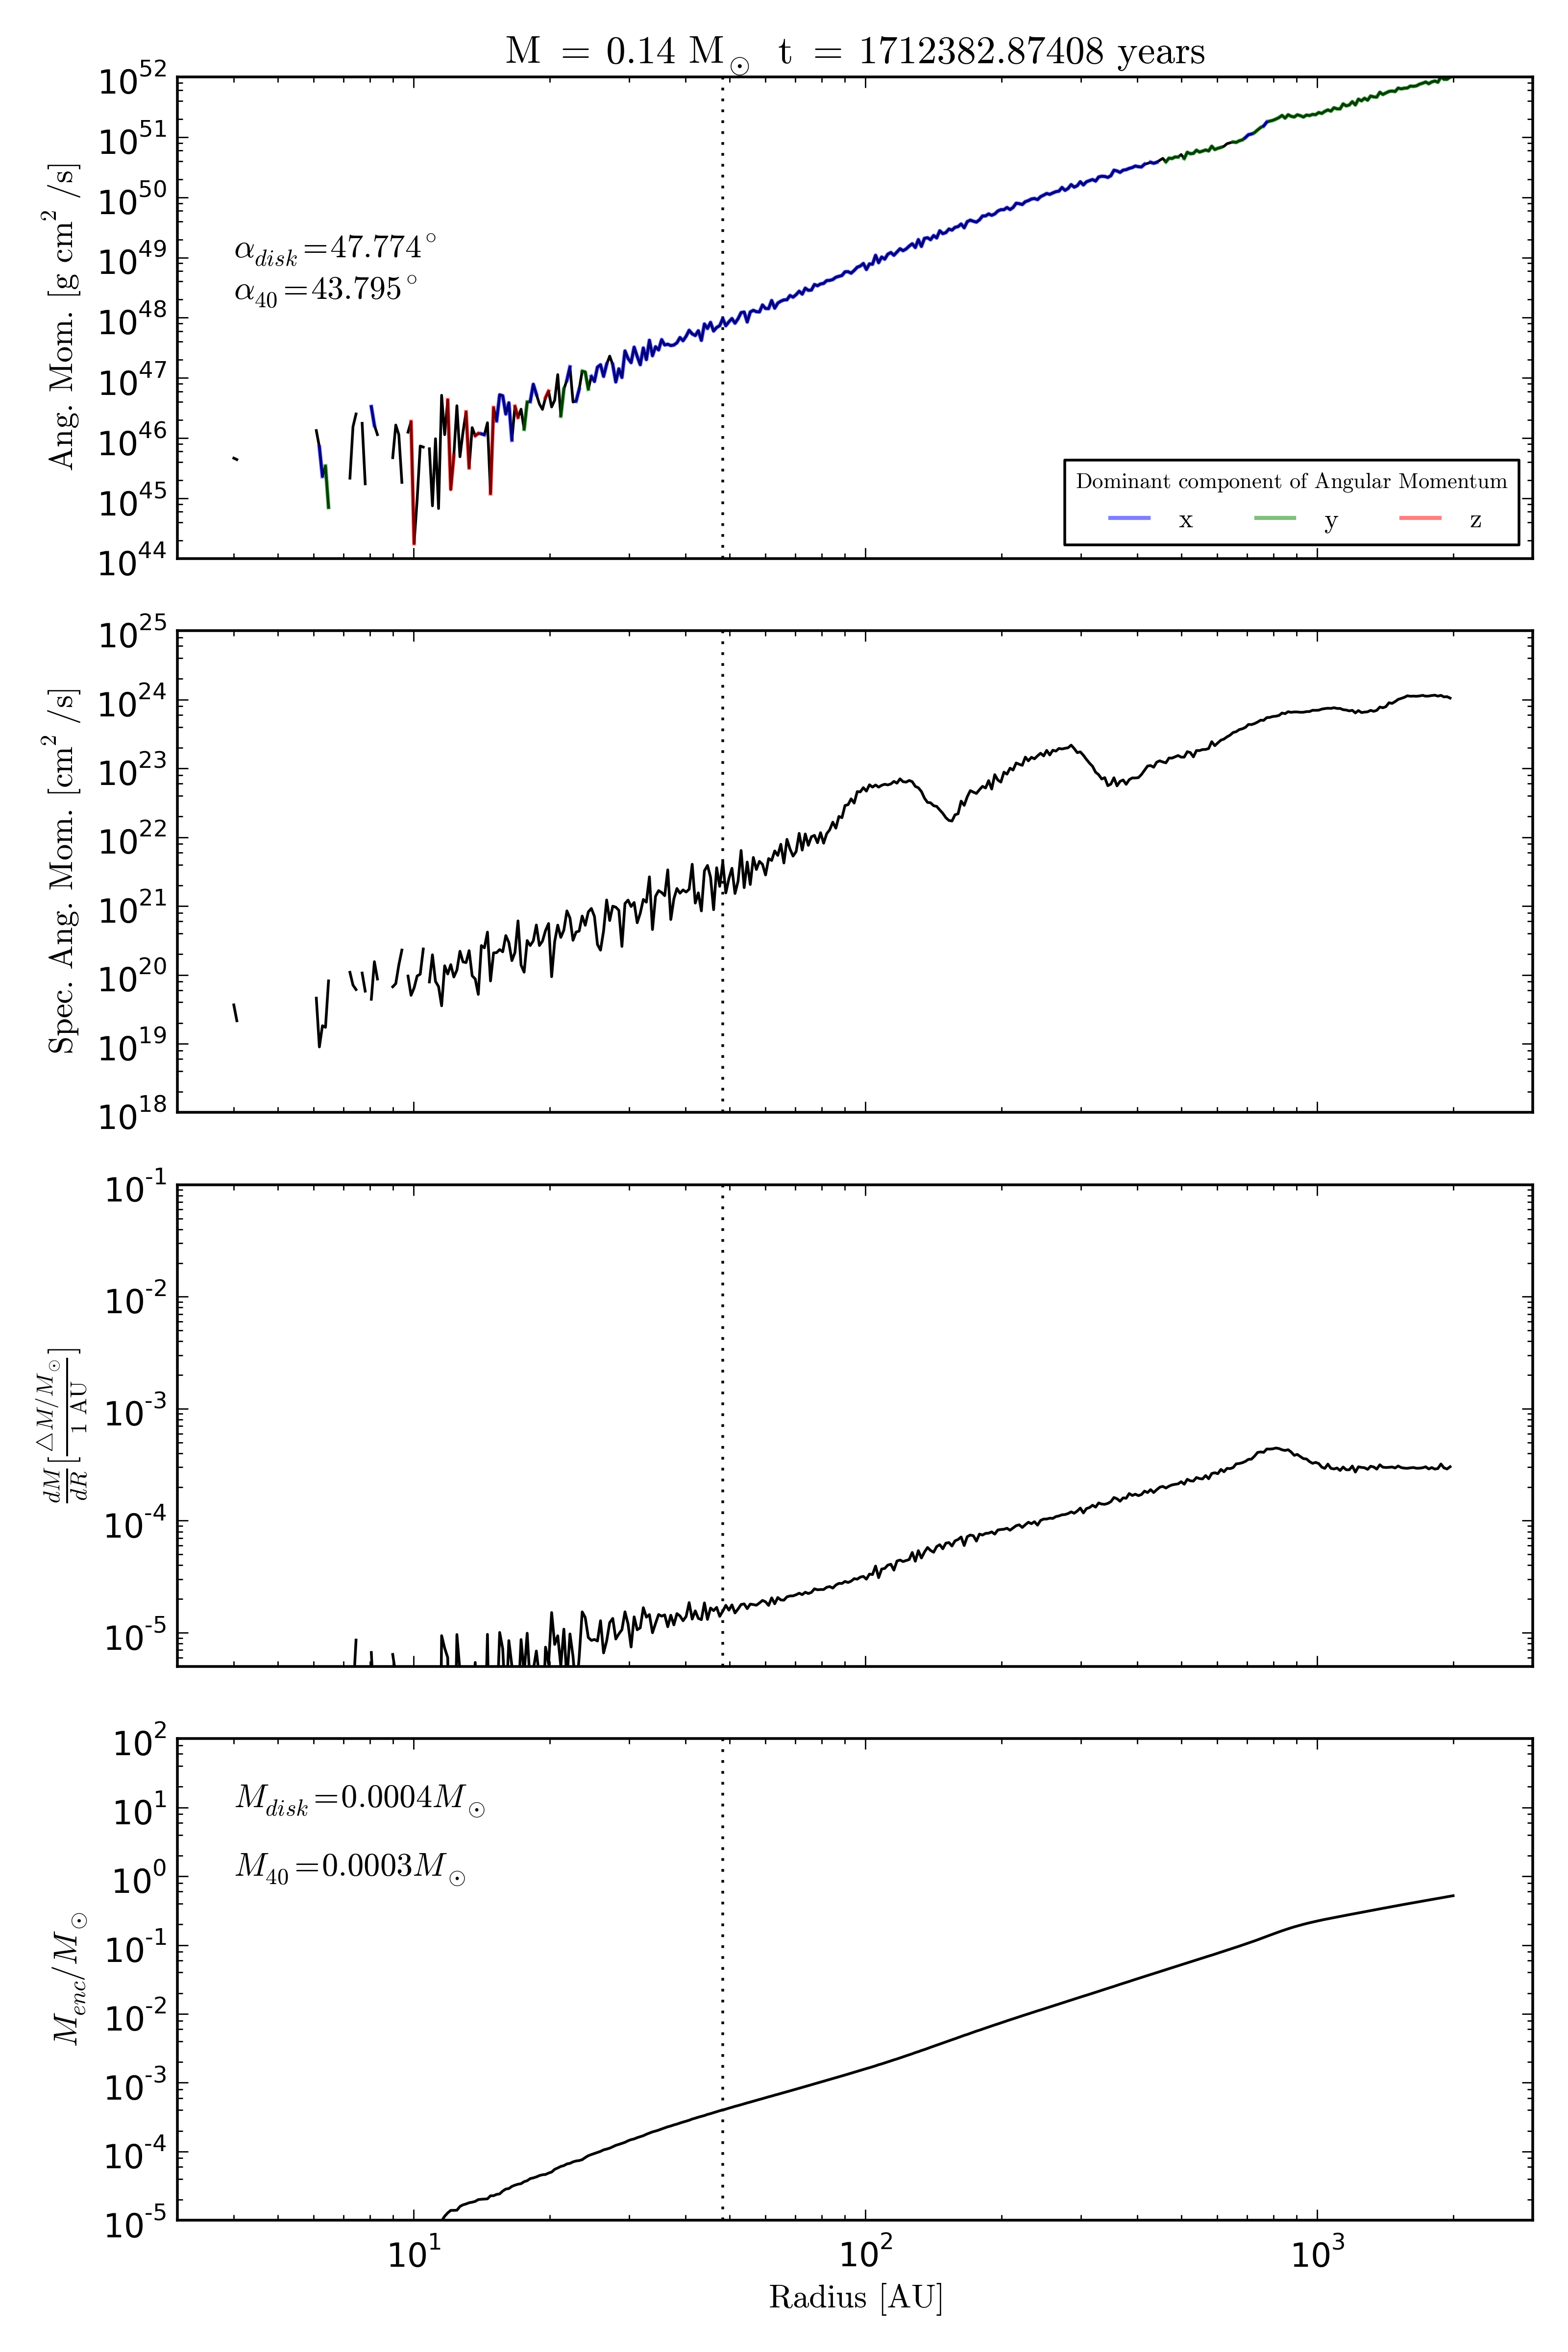 M = 0.14 M⊙ t = 1712382.87408 years
10^52
10^51
10^50
10^49
10^48
10^47
10^46
10^45
10^44
Ang. Mom. [g cm^2 /s]
α_disk=47.774°
α_40=43.795°
Dominant component of Angular Momentum
x y z
10^25
10^24
10^23
10^22
10^21
10^20
10^19
10^18
Spec. Ang. Mom. [cm^2 /s]
10^-1
10^-2
10^-3
10^-4
10^-5
dM/dR [△M/M⊙ / 1 AU]
10^2
10^1
10^0
10^-1
10^-2
10^-3
10^-4
10^-5
M_enc/M⊙
M_disk=0.0004M⊙
M_40=0.0003M⊙
10^1 10^2 10^3
Radius [AU]